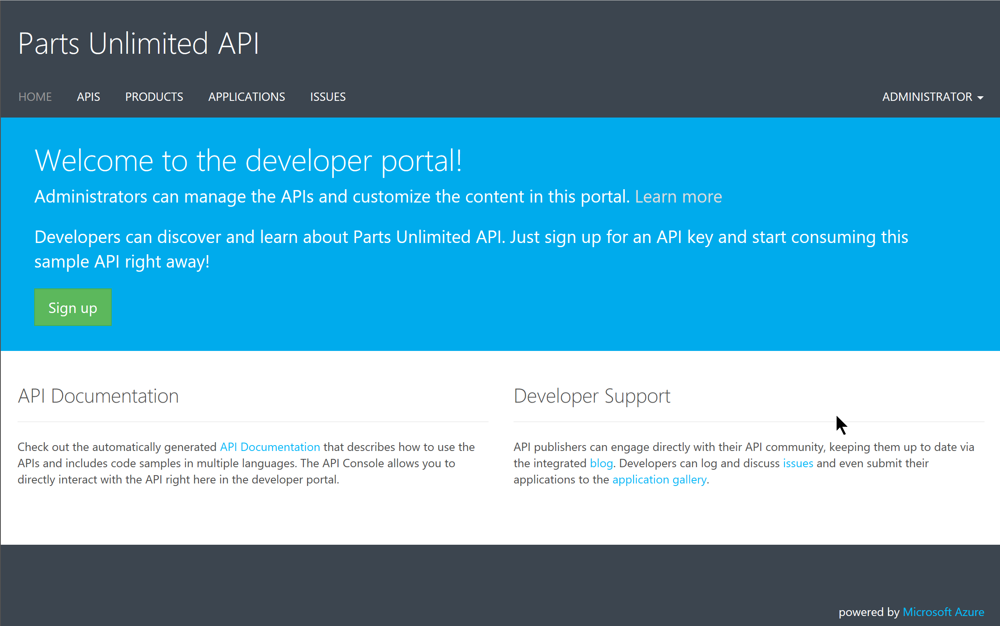 Parts Unlimited API
HOME APIS PRODUCTS APPLICATIONS ISSUES ADMINISTRATOR
Welcome to the developer portal!
Administrators can manage the APIs and customize the content in this portal. Learn more
Developers can discover and learn about Parts Unlimited API. Just sign up for an API key and start consuming this
sample API right away!
Sign up
API Documentation
Check out the automatically generated API Documentation that describes how to use the
APIs and includes code samples in multiple languages. The API Console allows you to
directly interact with the API right here in the developer portal.
Developer Support
API publishers can engage directly with their API community, keeping them up to date via
the integrated blog. Developers can log and discuss issues and even submit their
applications to the application gallery.
powered by Microsoft Azure